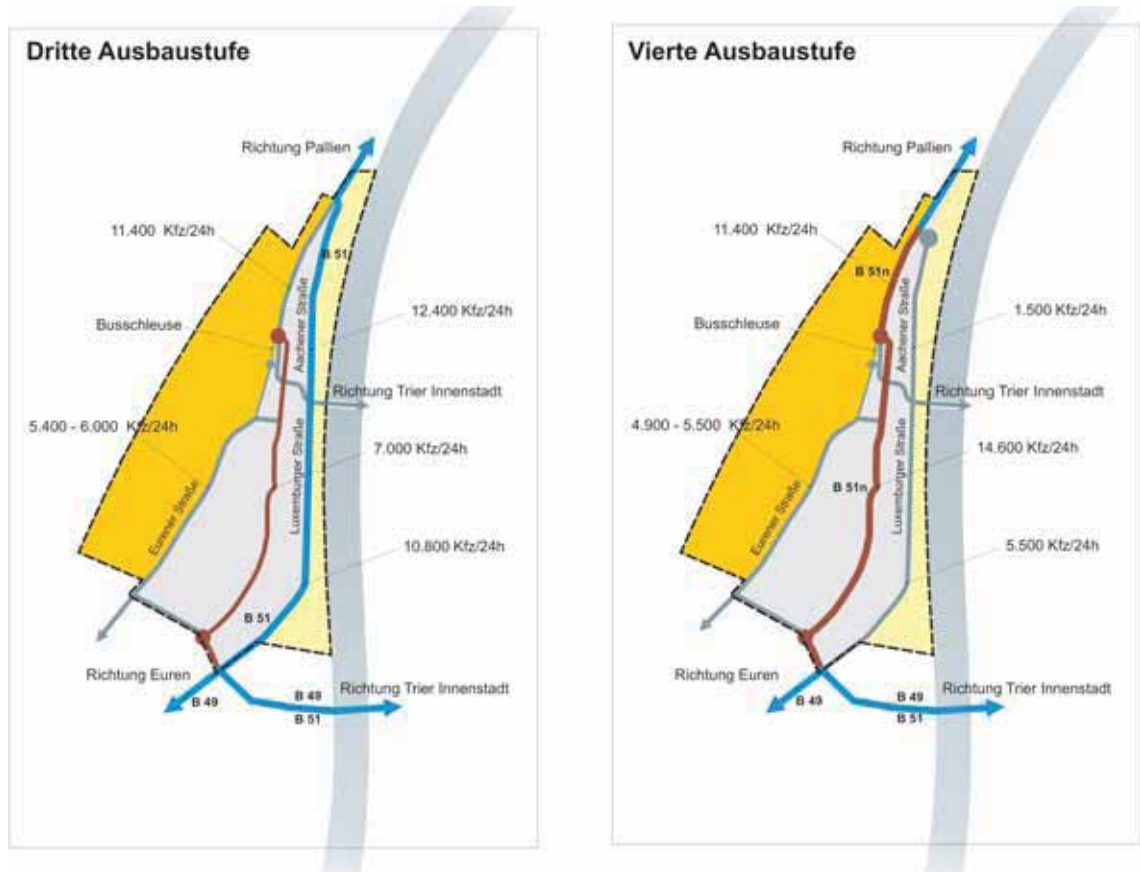 Dritte Ausbaustufe
Richtung Pallien
11.400 Kfz/24h
B 51
Aachener Straße
12.400 Kfz/24h
Busschleuse
Richtung Trier Innenstadt
5.400 - 6.000 Kfz/24h
7.000 Kfz/24h
Luxemburger Straße
Eurener Straße
10.800 Kfz/24h
B 51
Richtung Euren
B 49
B 49
B 51
Richtung Trier Innenstadt
Vierte Ausbaustufe
Richtung Pallien
11.400 Kfz/24h
B 51n
Aachener Straße
1.500 Kfz/24h
Busschleuse
Richtung Trier Innenstadt
4.900 - 5.500 Kfz/24h
14.600 Kfz/24h
Luxemburger Straße
B 51n
Eurener Straße
5.500 Kfz/24h
Richtung Euren
B 49
B 49
B 51
Richtung Trier Innenstadt